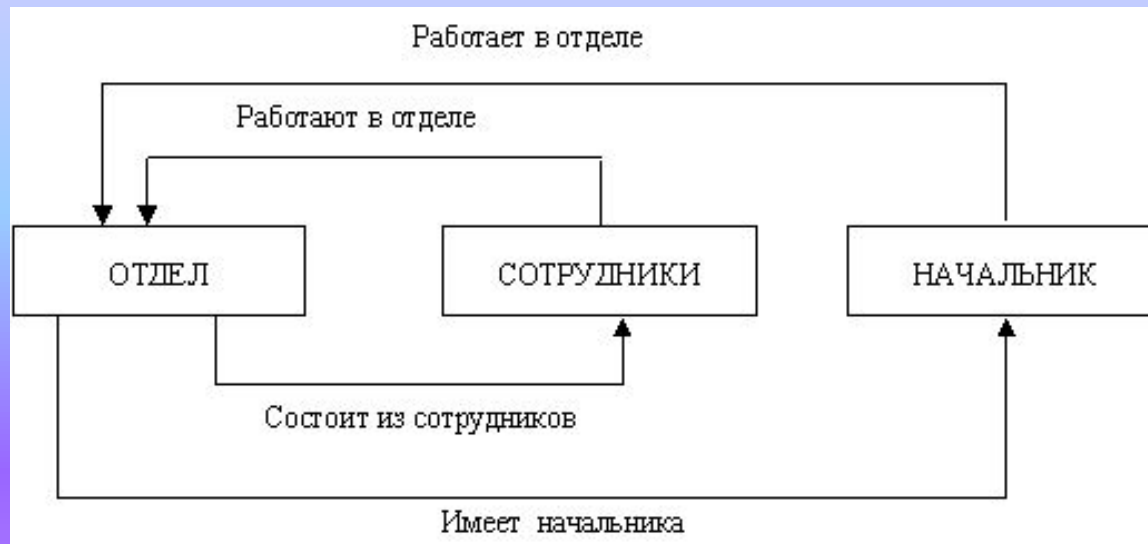 Работает в отделе
Работают в отделе
ОТДЕЛ
СОТРУДНИКИ
НАЧАЛЬНИК
Состоит из сотрудников
Имеет начальника